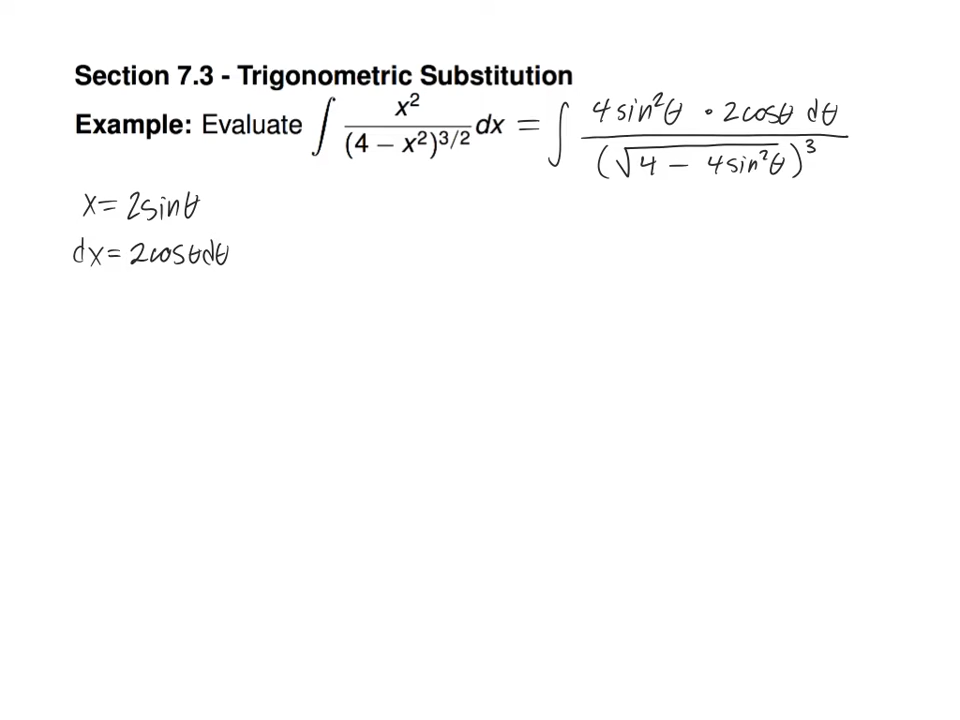 Section 7.3 - Trigonometric Substitution
Example: Evaluate ∫ x²/(4 – x²)^{3/2} dx = ∫ 4sin²θ · 2cosθ dθ / (√(4 – 4sin²θ))³
x = 2sinθ
dx = 2cosθdθ